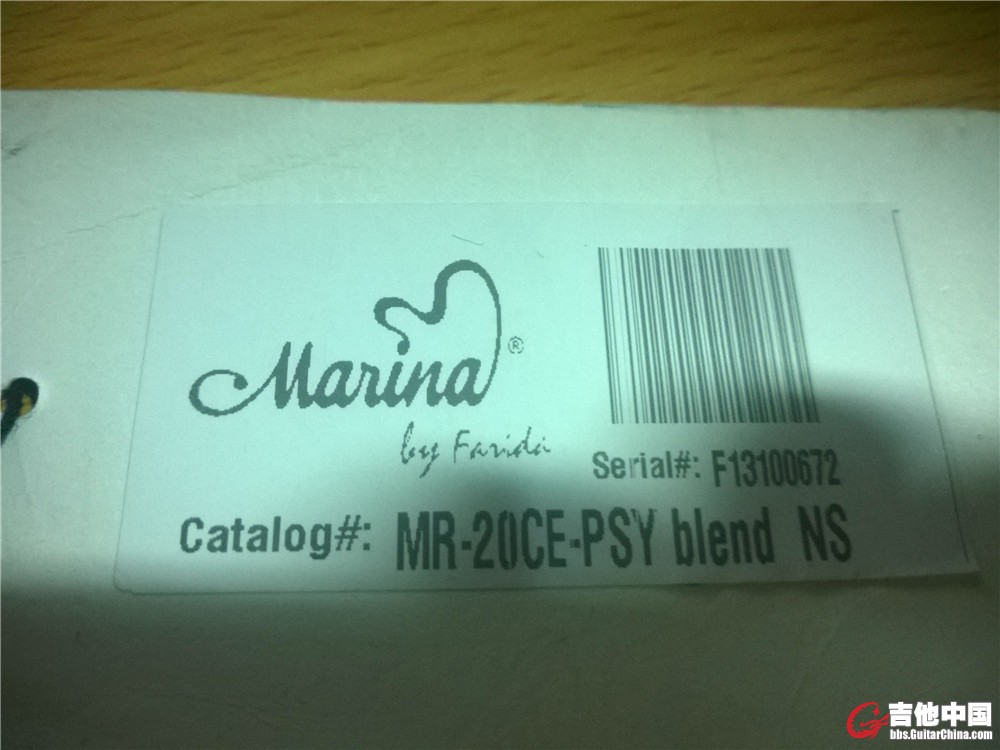 Marina®
by Farida
Serial#: F13100672
Catalog#: MR-20CE-PSY blend NS
吉他中国
bbs.GuitarChina.com